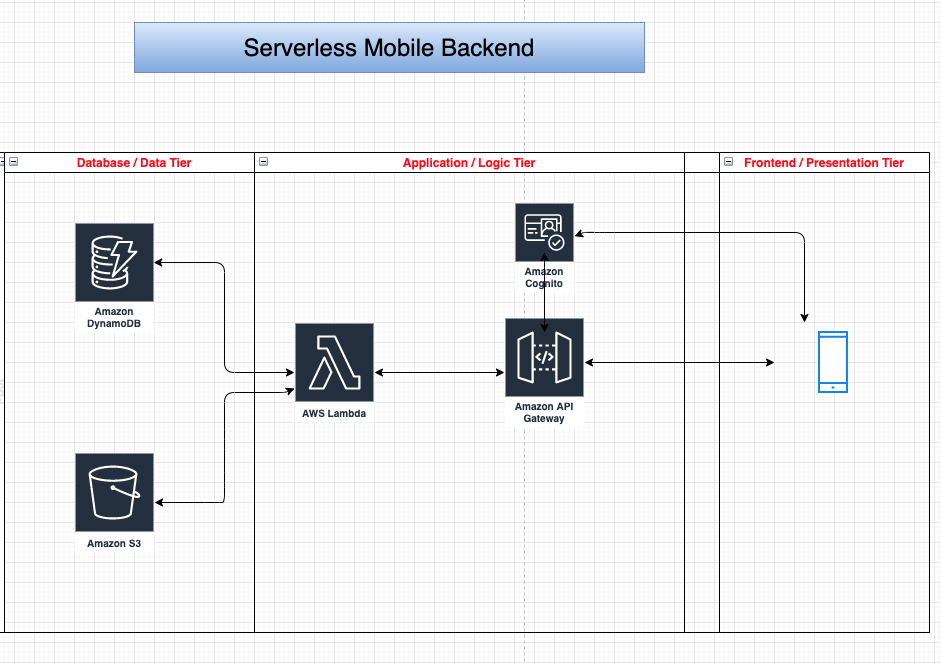 Serverless Mobile Backend
Database / Data Tier
Application / Logic Tier
Frontend / Presentation Tier
Amazon
Cognito
Amazon
DynamoDB
AWS Lambda
Amazon API
Gateway
Amazon S3